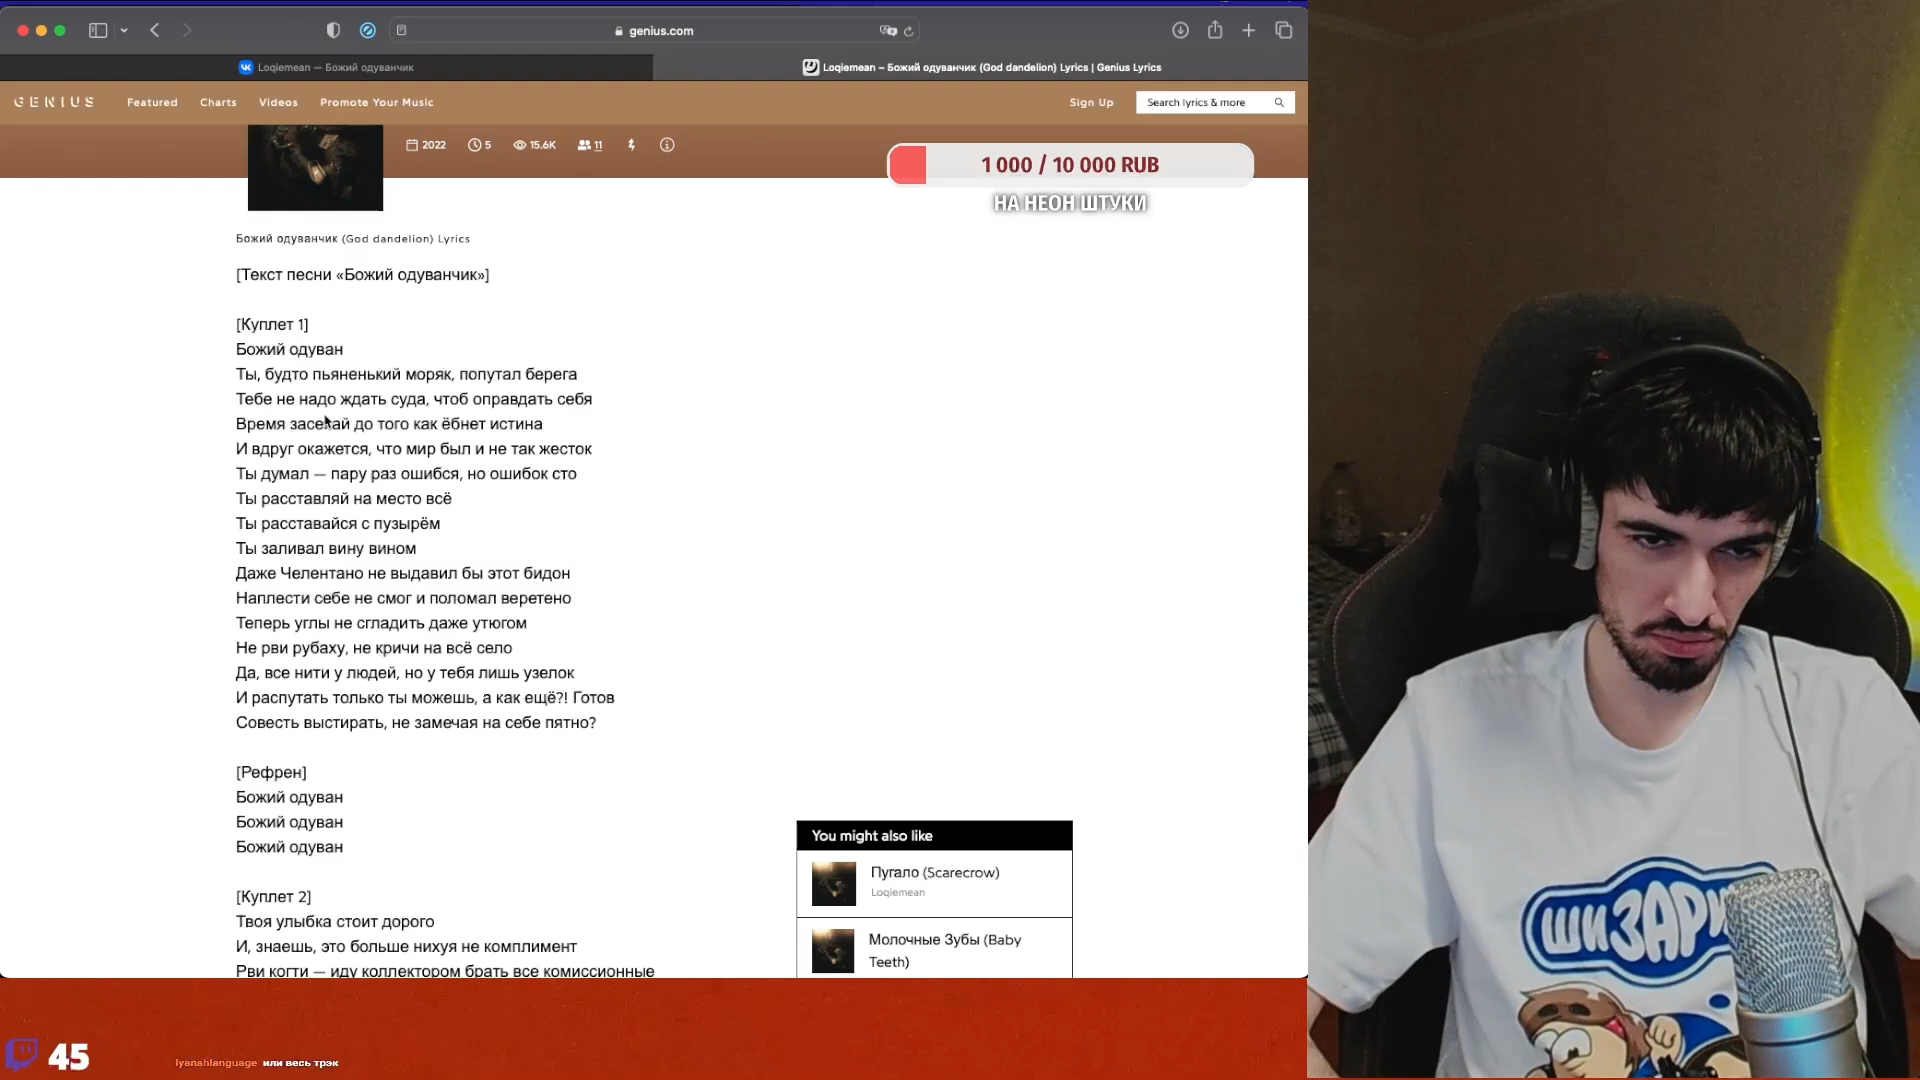 genius.com
Loqiemean — Божий одуванчик
Loqiemean – Божий одуванчик (God dandelion) Lyrics | Genius Lyrics
GENIUS
Featured
Charts
Videos
Promote Your Music
Sign Up
Search lyrics & more
2022
5
15.6K
11
1 000 / 10 000 RUB
НА НЕОН ШТУКИ
Божий одуванчик (God dandelion) Lyrics
[Текст песни «Божий одуванчик»]
[Куплет 1]
Божий одуван
Ты, будто пьяненький моряк, попутал берега
Тебе не надо ждать суда, чтоб оправдать себя
Время засекай до того как ёбнет истина
И вдруг окажется, что мир был и не так жесток
Ты думал — пару раз ошибся, но ошибок сто
Ты расставляй на место всё
Ты расставайся с пузырём
Ты заливал вину вином
Даже Челентано не выдавил бы этот бидон
Наплести себе не смог и поломал веретено
Теперь углы не сгладить даже утюгом
Не рви рубаху, не кричи на всё село
Да, все нити у людей, но у тебя лишь узелок
И распутать только ты можешь, а как ещё?! Готов
Совесть выстирать, не замечая на себе пятно?
[Рефрен]
Божий одуван
Божий одуван
Божий одуван
[Куплет 2]
Твоя улыбка стоит дорого
И, знаешь, это больше нихуя не комплимент
Рви когти — иду коллектором брать все комиссионные
You might also like
Пугало (Scarecrow)
Loqiemean
Молочные Зубы (Baby
Teeth)
ШИЗАРИ
45
lyanahlanguage или весь трэк